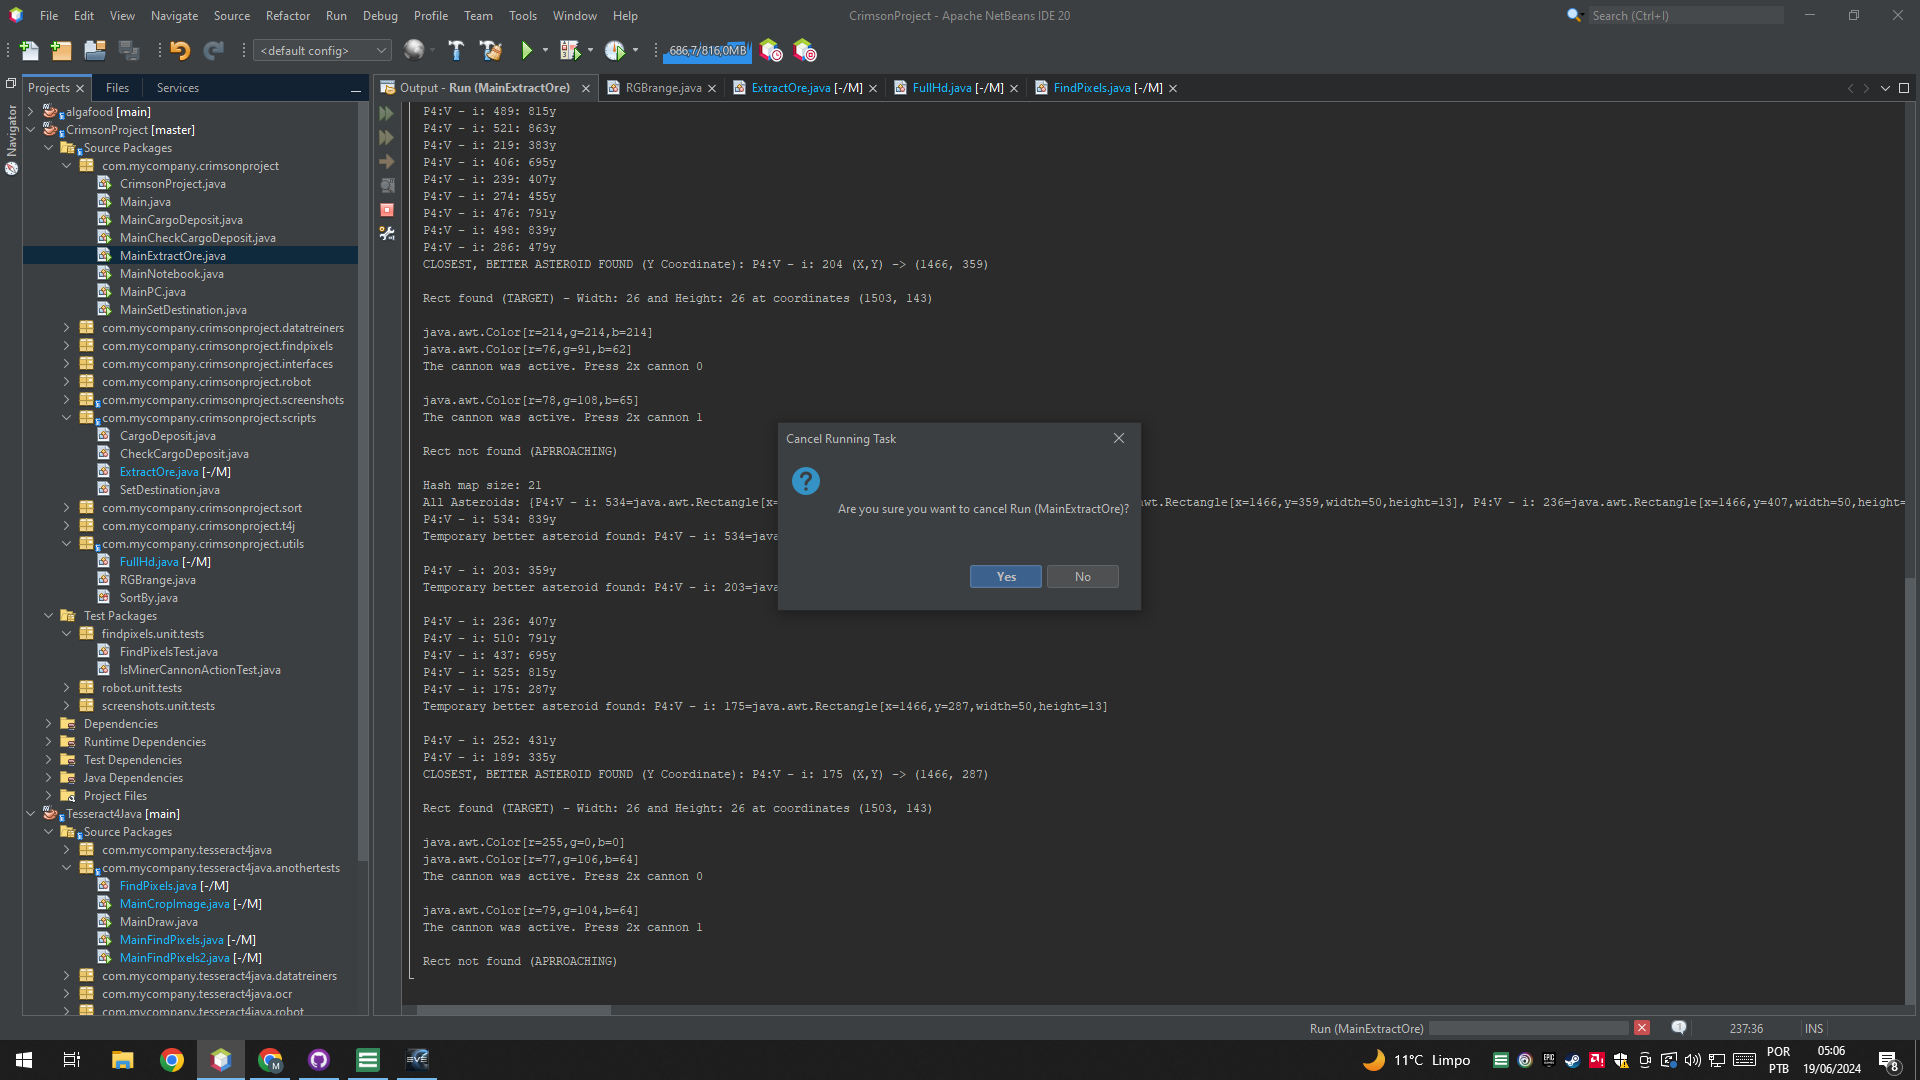 File Edit View Navigate Source Refactor Run Debug Profile Team Tools Window Help
CrimsonProject - Apache NetBeans IDE 20
Search (Ctrl+I)
<default config>
686,7/816,0MB
Projects Files Services
Navigator
Output - Run (MainExtractOre) RGBrange.java ExtractOre.java [-/M] FullHd.java [-/M] FindPixels.java [-/M]
algafood [main]
CrimsonProject [master]
Source Packages
com.mycompany.crimsonproject
CrimsonProject.java
Main.java
MainCargoDeposit.java
MainCheckCargoDeposit.java
MainExtractOre.java
MainNotebook.java
MainPC.java
MainSetDestination.java
com.mycompany.crimsonproject.datatreiners
com.mycompany.crimsonproject.findpixels
com.mycompany.crimsonproject.interfaces
com.mycompany.crimsonproject.robot
com.mycompany.crimsonproject.screenshots
com.mycompany.crimsonproject.scripts
CargoDeposit.java
CheckCargoDeposit.java
ExtractOre.java [-/M]
SetDestination.java
com.mycompany.crimsonproject.sort
com.mycompany.crimsonproject.t4j
com.mycompany.crimsonproject.utils
FullHd.java [-/M]
RGBrange.java
SortBy.java
Test Packages
findpixels.unit.tests
FindPixelsTest.java
IsMinerCannonActionTest.java
robot.unit.tests
screenshots.unit.tests
Dependencies
Runtime Dependencies
Test Dependencies
Java Dependencies
Project Files
Tesseract4Java [main]
Source Packages
com.mycompany.tesseract4java
com.mycompany.tesseract4java.anothertests
FindPixels.java [-/M]
MainCropImage.java [-/M]
MainDraw.java
MainFindPixels.java [-/M]
MainFindPixels2.java [-/M]
com.mycompany.tesseract4java.datatreiners
com.mycompany.tesseract4java.ocr
com.mycompany.tesseract4java.robot
P4:V - i: 489: 815y
P4:V - i: 521: 863y
P4:V - i: 219: 383y
P4:V - i: 406: 695y
P4:V - i: 239: 407y
P4:V - i: 274: 455y
P4:V - i: 476: 791y
P4:V - i: 498: 839y
P4:V - i: 286: 479y
CLOSEST, BETTER ASTEROID FOUND (Y Coordinate): P4:V - i: 204 (X,Y) -> (1466, 359)
Rect found (TARGET) - Width: 26 and Height: 26 at coordinates (1503, 143)
java.awt.Color[r=214,g=214,b=214]
java.awt.Color[r=76,g=91,b=62]
The cannon was active. Press 2x cannon 0
java.awt.Color[r=78,g=108,b=65]
The cannon was active. Press 2x cannon 1
Rect not found (APRROACHING)
Hash map size: 21
All Asteroids: {P4:V - i: 534=java.awt.Rectangle[x= wt.Rectangle[x=1466,y=359,width=50,height=13], P4:V - i: 236=java.awt.Rectangle[x=1466,y=407,width=50,height=
P4:V - i: 534: 839y
Temporary better asteroid found: P4:V - i: 534=java
P4:V - i: 203: 359y
Temporary better asteroid found: P4:V - i: 203=java
P4:V - i: 236: 407y
P4:V - i: 510: 791y
P4:V - i: 437: 695y
P4:V - i: 525: 815y
P4:V - i: 175: 287y
Temporary better asteroid found: P4:V - i: 175=java.awt.Rectangle[x=1466,y=287,width=50,height=13]
P4:V - i: 252: 431y
P4:V - i: 189: 335y
CLOSEST, BETTER ASTEROID FOUND (Y Coordinate): P4:V - i: 175 (X,Y) -> (1466, 287)
Rect found (TARGET) - Width: 26 and Height: 26 at coordinates (1503, 143)
java.awt.Color[r=255,g=0,b=0]
java.awt.Color[r=77,g=106,b=64]
The cannon was active. Press 2x cannon 0
java.awt.Color[r=79,g=104,b=64]
The cannon was active. Press 2x cannon 1
Rect not found (APRROACHING)
Cancel Running Task
Are you sure you want to cancel Run (MainExtractOre)?
Yes No
Run (MainExtractOre)
237:36 INS
11°C Limpo
POR
PTB
05:06
19/06/2024
8